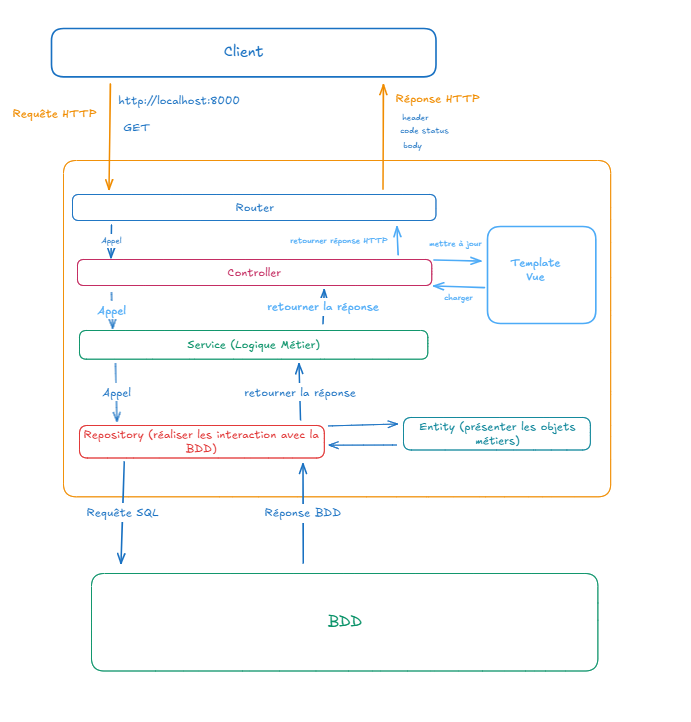 Client
http://localhost:8000
Requête HTTP
GET
Réponse HTTP
header
code status
body
Router
Appel
retourner réponse HTTP
mettre à jour
Template
Vue
Controller
charger
Appel
retourner la réponse
Service (Logique Métier)
Appel
retourner la réponse
Repository (réaliser les interaction avec la
BDD)
Entity (présenter les objets
métiers)
Requête SQL
Réponse BDD
BDD